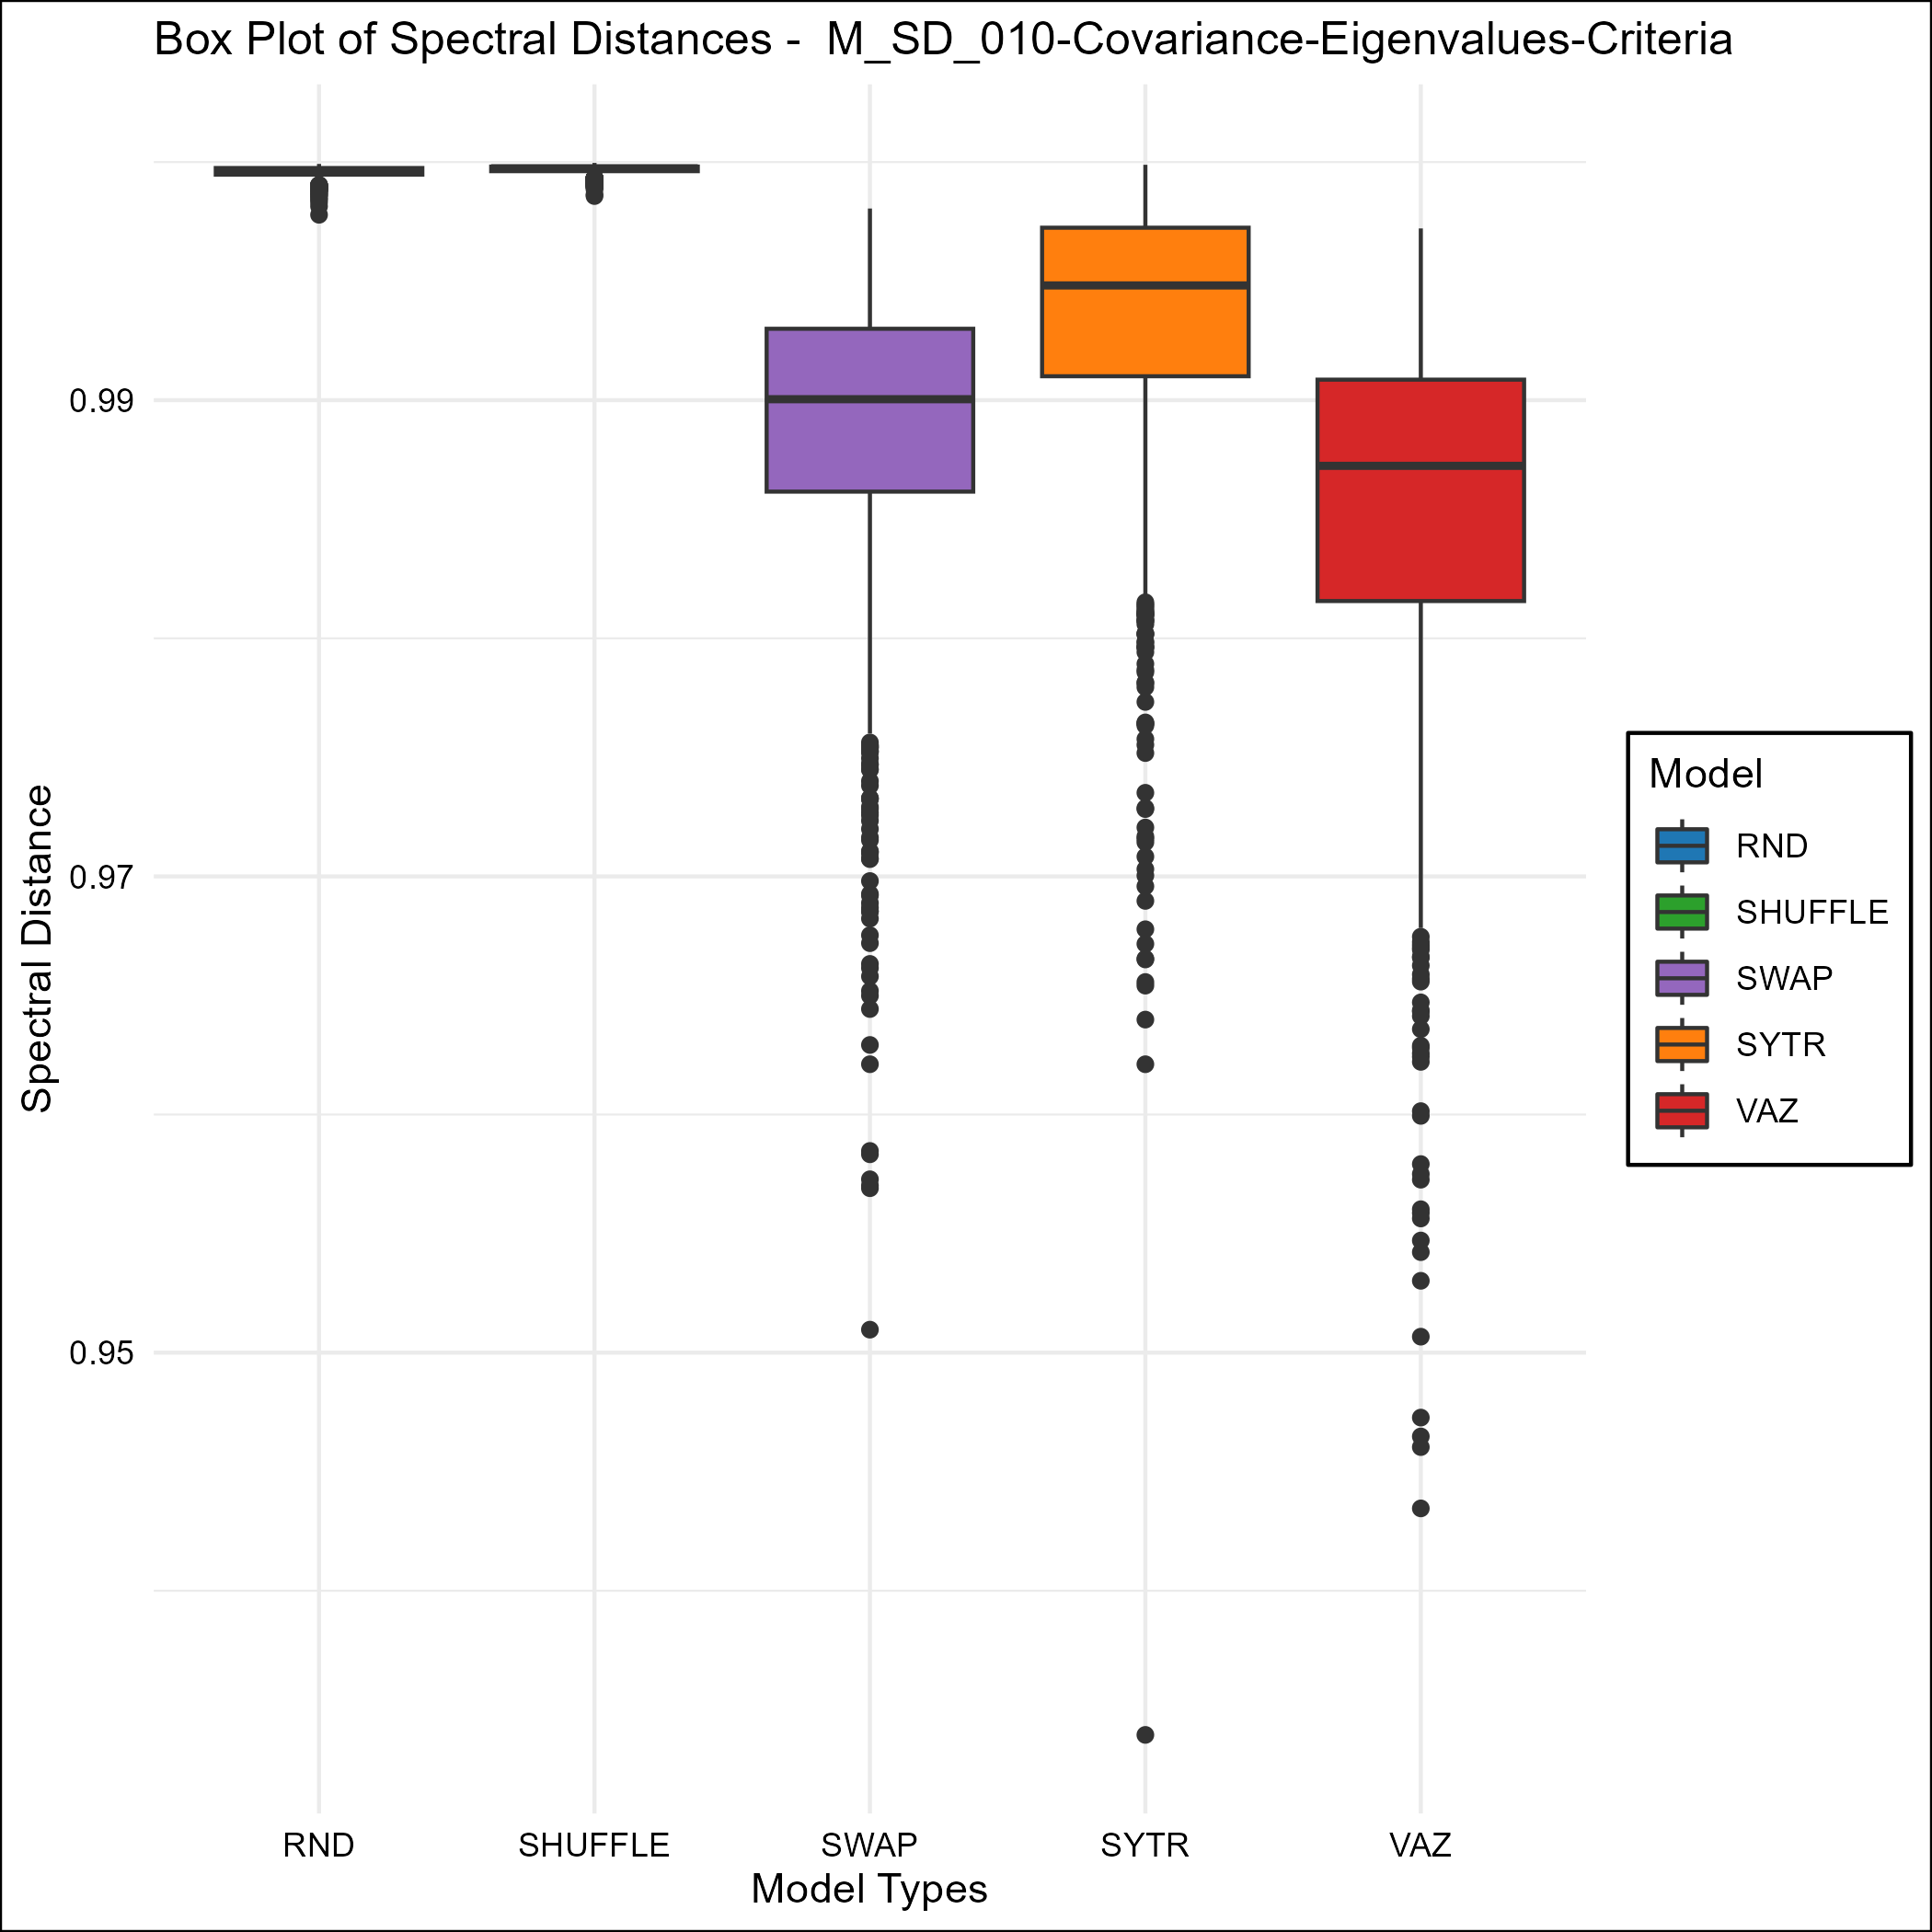 Box Plot of Spectral Distances -  M_SD_010-Covariance-Eigenvalues-Criteria
0.99
0.97
0.95
Spectral Distance
RND
SHUFFLE
SWAP
SYTR
VAZ
Model Types
Model
RND
SHUFFLE
SWAP
SYTR
VAZ